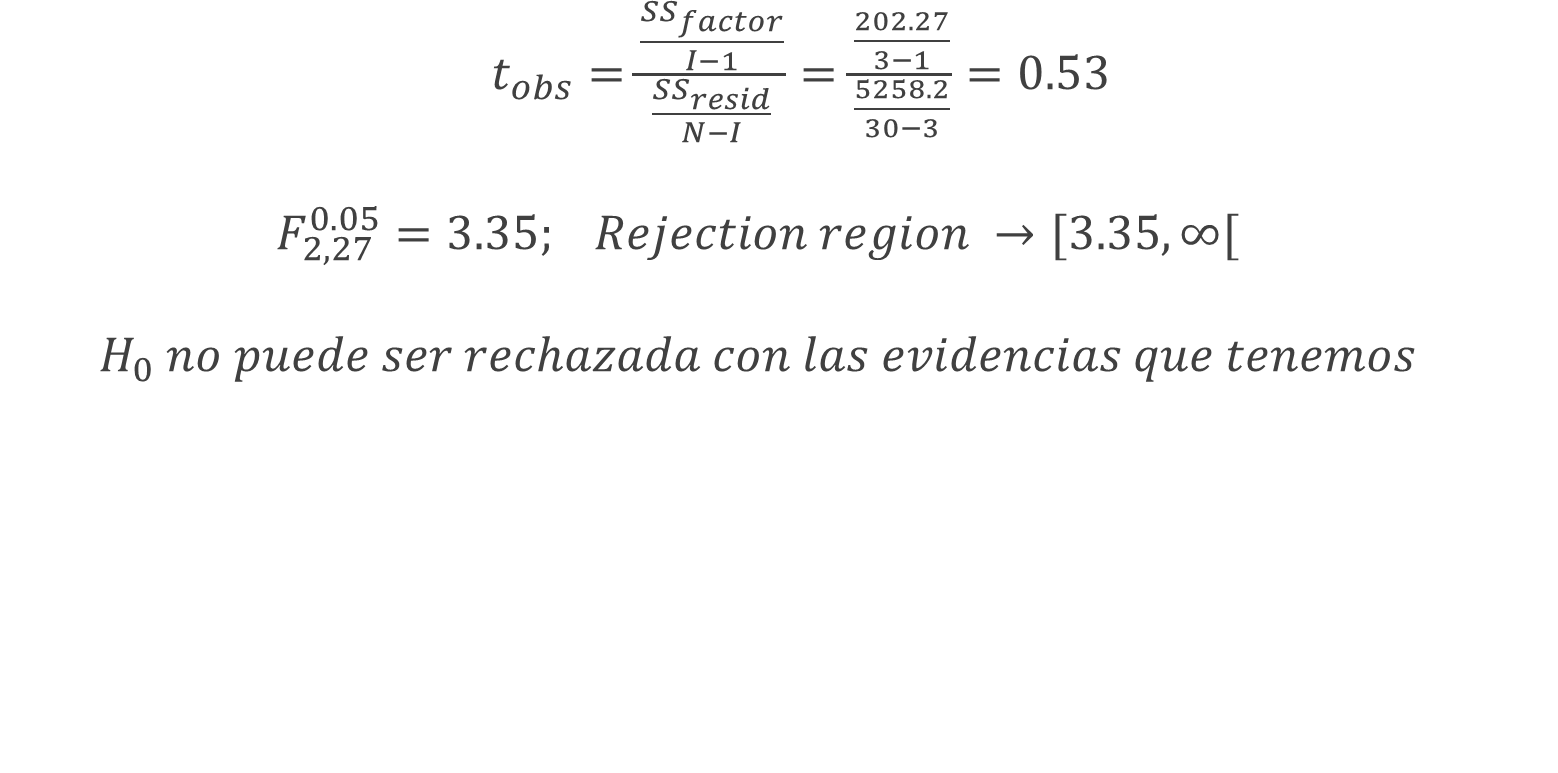 t_obs = (SS_factor/(I−1))/(SS_resid/(N−I)) = (202.27/(3−1))/(5258.2/(30−3)) = 0.53
F_{2,27}^{0.05} = 3.35; Rejection region → [3.35, ∞[
H_0 no puede ser rechazada con las evidencias que tenemos